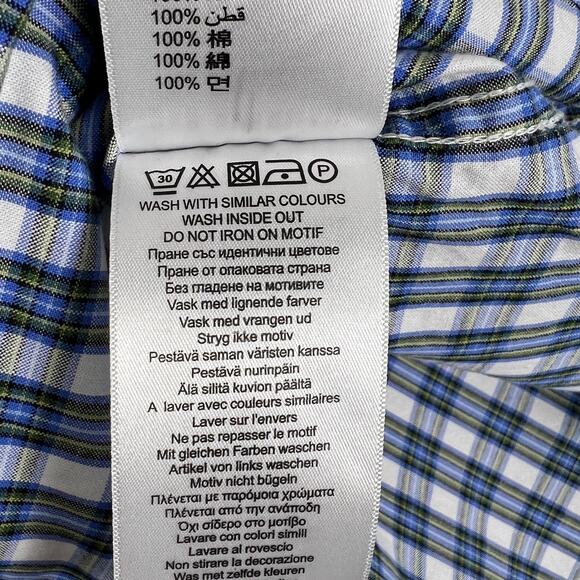 100%
100% قطن
100% 棉
100% 綿
100% 면
30 P
WASH WITH SIMILAR COLOURS
WASH INSIDE OUT
DO NOT IRON ON MOTIF
Пране със идентични цветове
Пране от опаковата страна
Без гладене на мотивите
Vask med lignende farver
Vask med vrangen ud
Stryg ikke motiv
Pestävä saman väristen kanssa
Pestävä nurinpäin
Älä silitä kuvion päältä
A laver avec couleurs similaires
Laver sur l'envers
Ne pas repasser le motif
Mit gleichen Farben waschen
Artikel von links waschen
Motiv nicht bügeln
Πλένεται με παρόμοια χρώματα
Πλένεται από την ανάποδη
Όχι σίδερο στο μοτίβο
Lavare con colori simili
Lavare al rovescio
Non stirare la decorazione
Was met zelfde kleuren